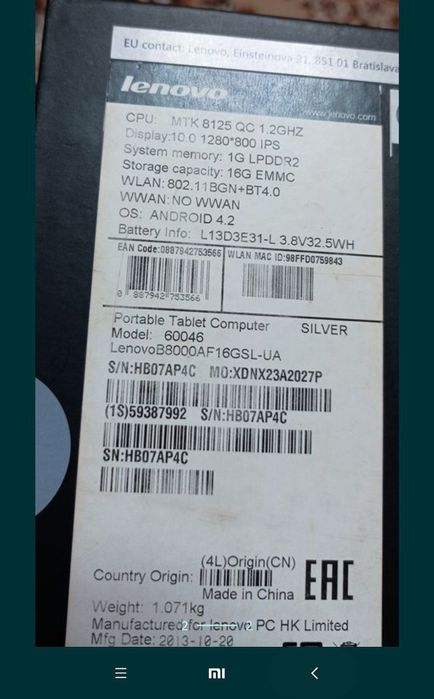 EU contact: Lenovo, Einsteinova 21, 851 01 Bratislava
lenovo
www.lenovo.com
CPU: MTK 8125 QC 1.2GHZ
Display:10.0 1280*800 IPS
System memory: 1G LPDDR2
Storage capacity: 16G EMMC
WLAN: 802.11BGN+BT4.0
WWAN: NO WWAN
OS: ANDROID 4.2
Battery Info: L13D3E31-L 3.8V32.5WH
EAN Code:0887942753566
WLAN MAC ID:98FFD0759843
0 887942 753566
Portable Tablet Computer SILVER
Model: 60046
LenovoB8000AF16GSL-UA
S/N:HB07AP4C MO:XDNX23A2027P
(1S)59387992 S/N:HB07AP4C
SN:HB07AP4C
(4L)Origin(CN)
Country Origin:
Made in China
EAC
Weight: 1.071kg
Manufactured for lenovo PC HK Limited
2 2
Mfg Date: 2013-10-20
mi